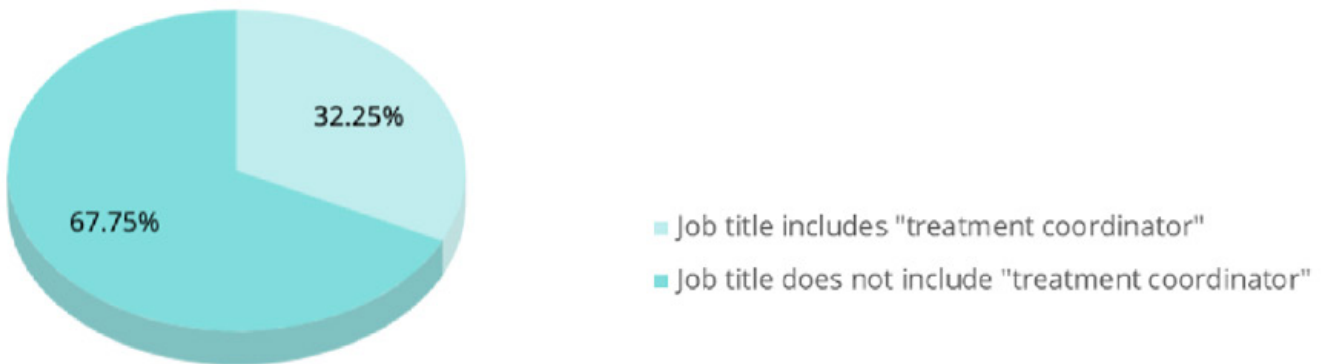 32.25%
67.75%
Job title includes "treatment coordinator"
Job title does not include "treatment coordinator"